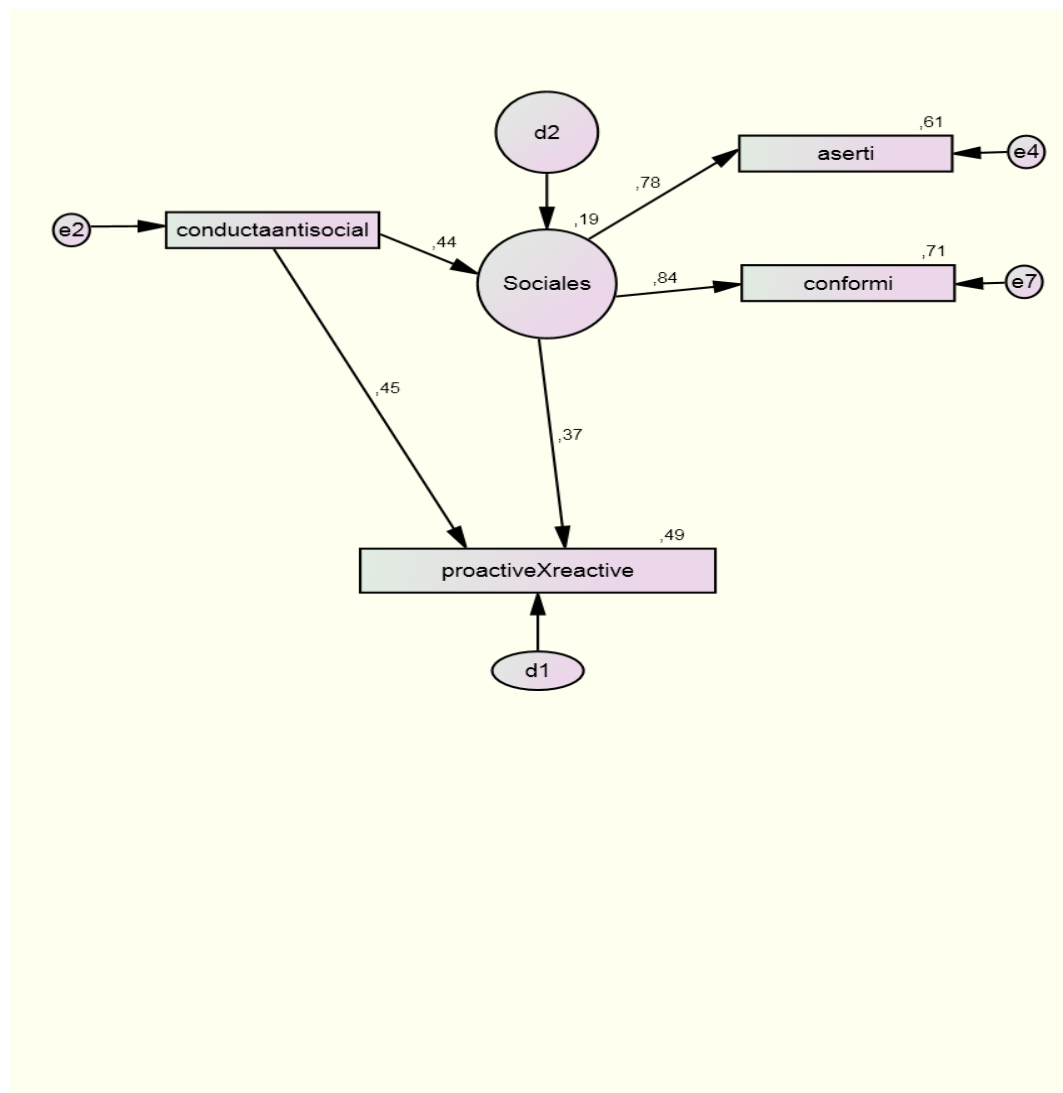 d2
,61
aserti
e4
,78
,19
e2
conductaantisocial
,44
Sociales
,71
conformi
e7
,84
,45
,37
,49
proactiveXreactive
d1